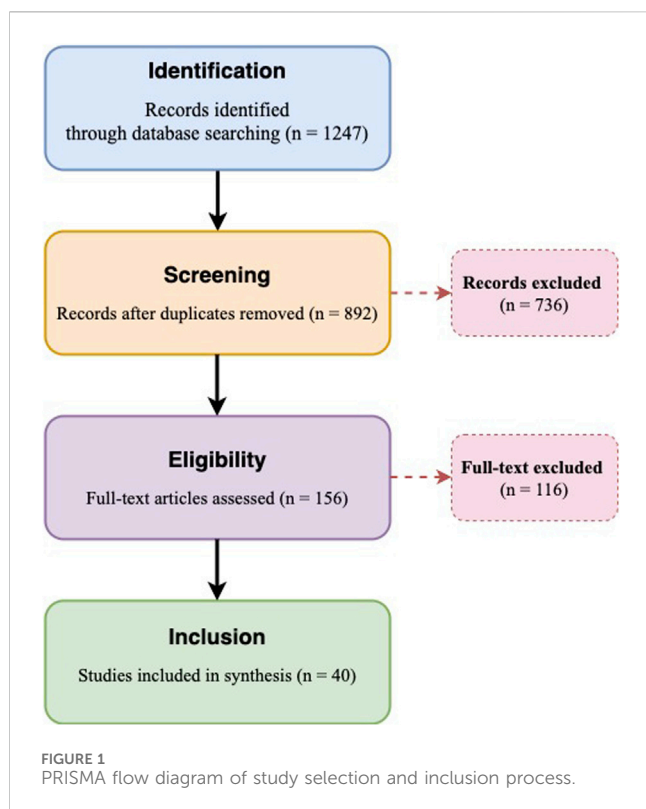 Identification
Records identified
through database searching (n = 1247)
Screening
Records after duplicates removed (n = 892)
Records excluded
(n = 736)
Eligibility
Full-text articles assessed (n = 156)
Full-text excluded
(n = 116)
Inclusion
Studies included in synthesis (n = 40)
FIGURE 1
PRISMA flow diagram of study selection and inclusion process.